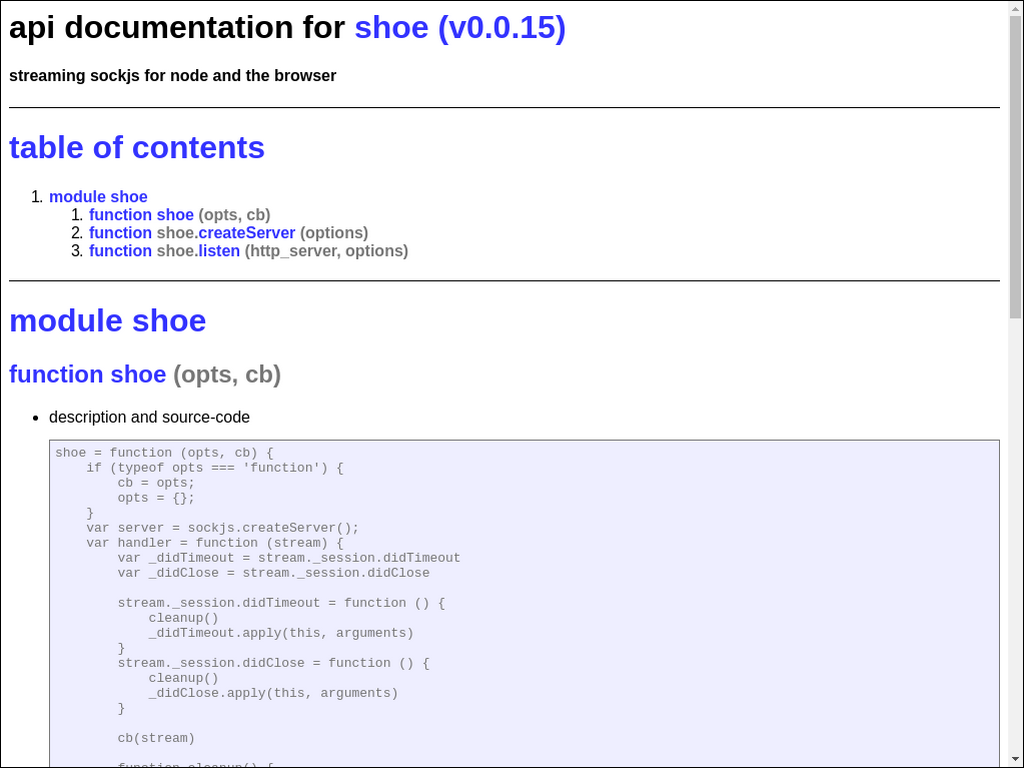 api documentation for shoe (v0.0.15)
streaming sockjs for node and the browser
table of contents
1. module shoe
1. function shoe (opts, cb)
2. function shoe.createServer (options)
3. function shoe.listen (http_server, options)
module shoe
function shoe (opts, cb)
• description and source-code
shoe = function (opts, cb) {
    if (typeof opts === 'function') {
        cb = opts;
        opts = {};
    }
    var server = sockjs.createServer();
    var handler = function (stream) {
        var _didTimeout = stream._session.didTimeout
        var _didClose = stream._session.didClose

        stream._session.didTimeout = function () {
            cleanup()
            _didTimeout.apply(this, arguments)
        }
        stream._session.didClose = function () {
            cleanup()
            _didClose.apply(this, arguments)
        }

        cb(stream)

        function cleanup() {